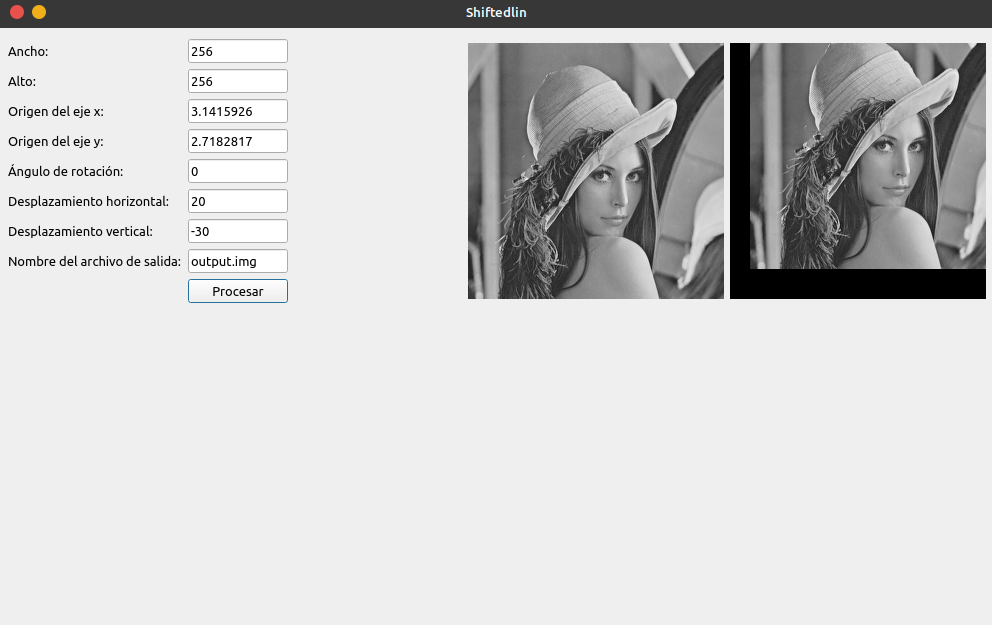 Shiftedlin
Ancho: 256
Alto: 256
Origen del eje x: 3.1415926
Origen del eje y: 2.7182817
Ángulo de rotación: 0
Desplazamiento horizontal: 20
Desplazamiento vertical: -30
Nombre del archivo de salida: output.img
Procesar